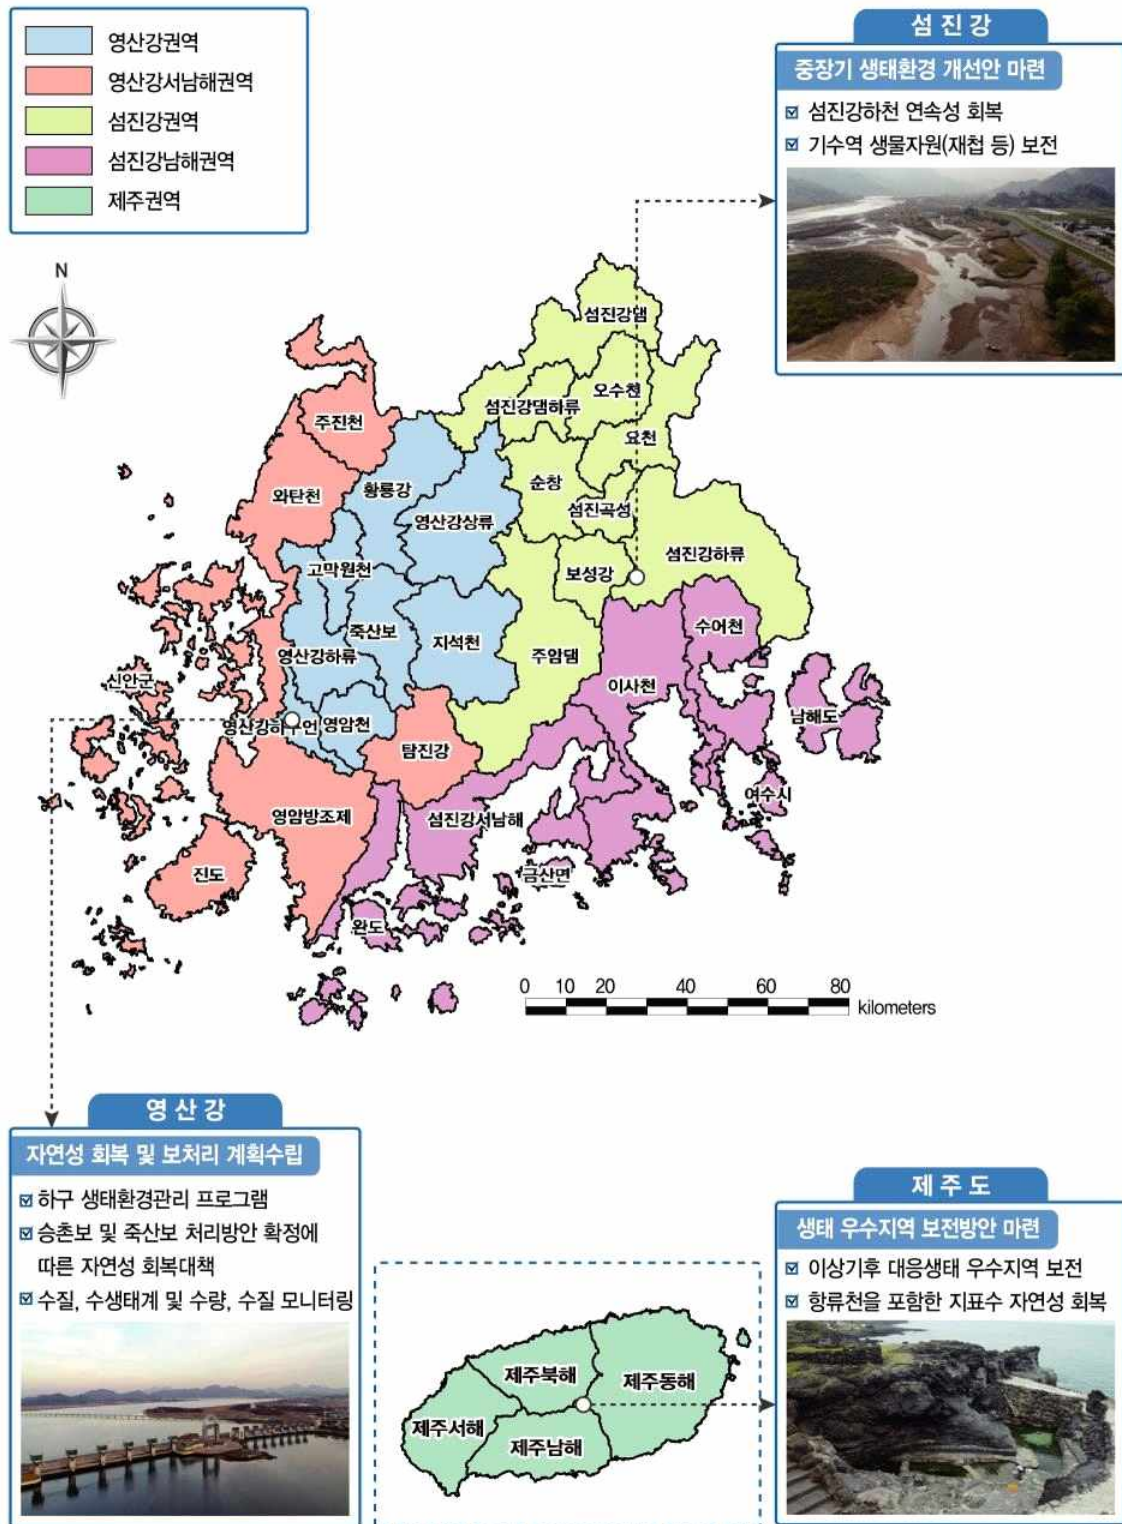 영산강권역
영산강서남해권역
섬진강권역
섬진강남해권역
제주권역
섬진강
중장기 생태환경 개선안 마련
섬진강하천 연속성 회복
기수역 생물자원(재첩 등) 보전
N
섬진강댐
오수천
섬진강댐하류
주진천
요천
황룡강
순창
와탄천
섬진곡성
영산강상류
섬진강하류
고막원천
보성강
죽산보
수어천
지석천
영산강하류
주암댐
이사천
신안군
남해도
영산강하구언
영암천
탐진강
여수시
영암방조제
섬진강서남해
진도
금산면
완도
0 10 20 40 60 80
kilometers
영산강
자연성 회복 및 보처리 계획수립
하구 생태환경관리 프로그램
승촌보 및 죽산보 처리방안 확정에
따른 자연성 회복대책
수질, 수생태계 및 수량, 수질 모니터링
제주도
생태 우수지역 보전방안 마련
이상기후 대응생태 우수지역 보전
항류천을 포함한 지표수 자연성 회복
제주북해
제주동해
제주서해
제주남해